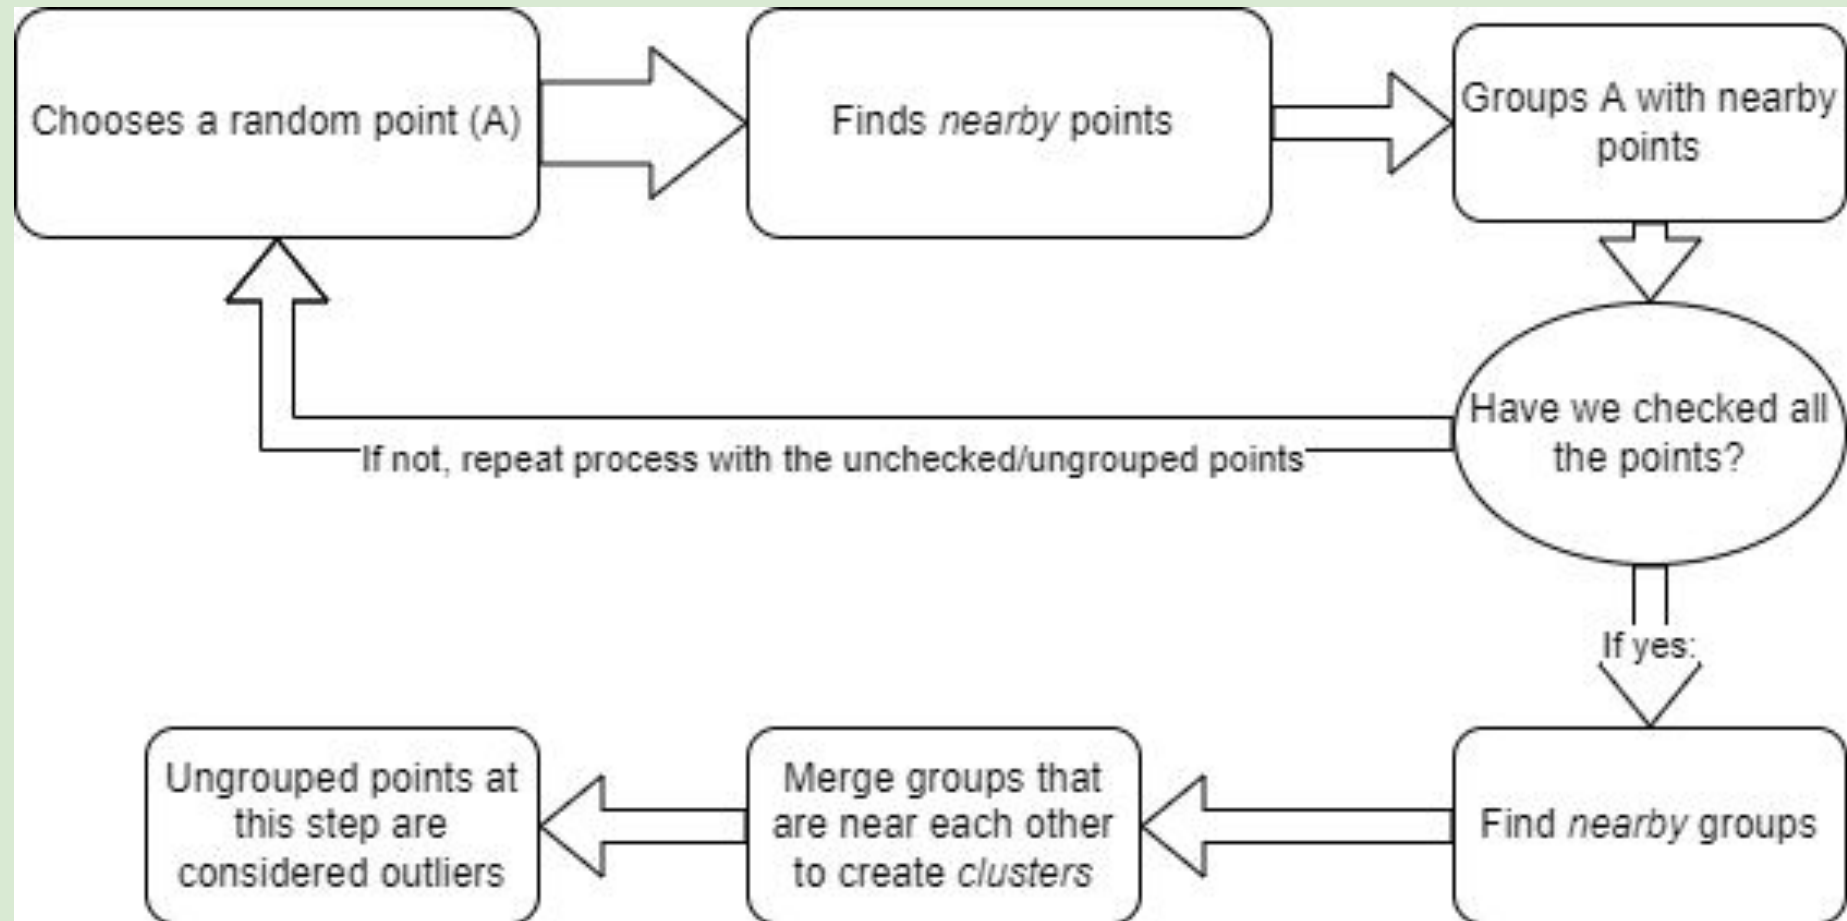 Chooses a random point (A)
Finds nearby points
Groups A with nearby
points
Have we checked all
the points?
If not, repeat process with the unchecked/ungrouped points
If yes:
Find nearby groups
Merge groups that
are near each other
to create clusters
Ungrouped points at
this step are
considered outliers